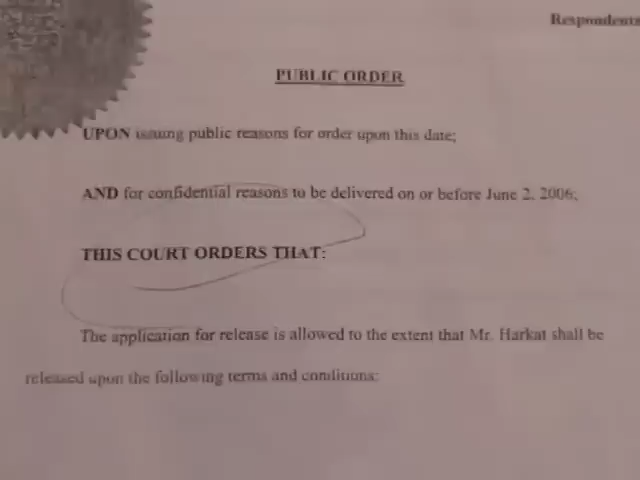 Respondents
PUBLIC ORDER
UPON issuing public reasons for order upon this date;
AND for confidential reasons to be delivered on or before June 2, 2006;
THIS COURT ORDERS THAT:
The application for release is allowed to the extent that Mr. Harkat shall be
released upon the following terms and conditions: